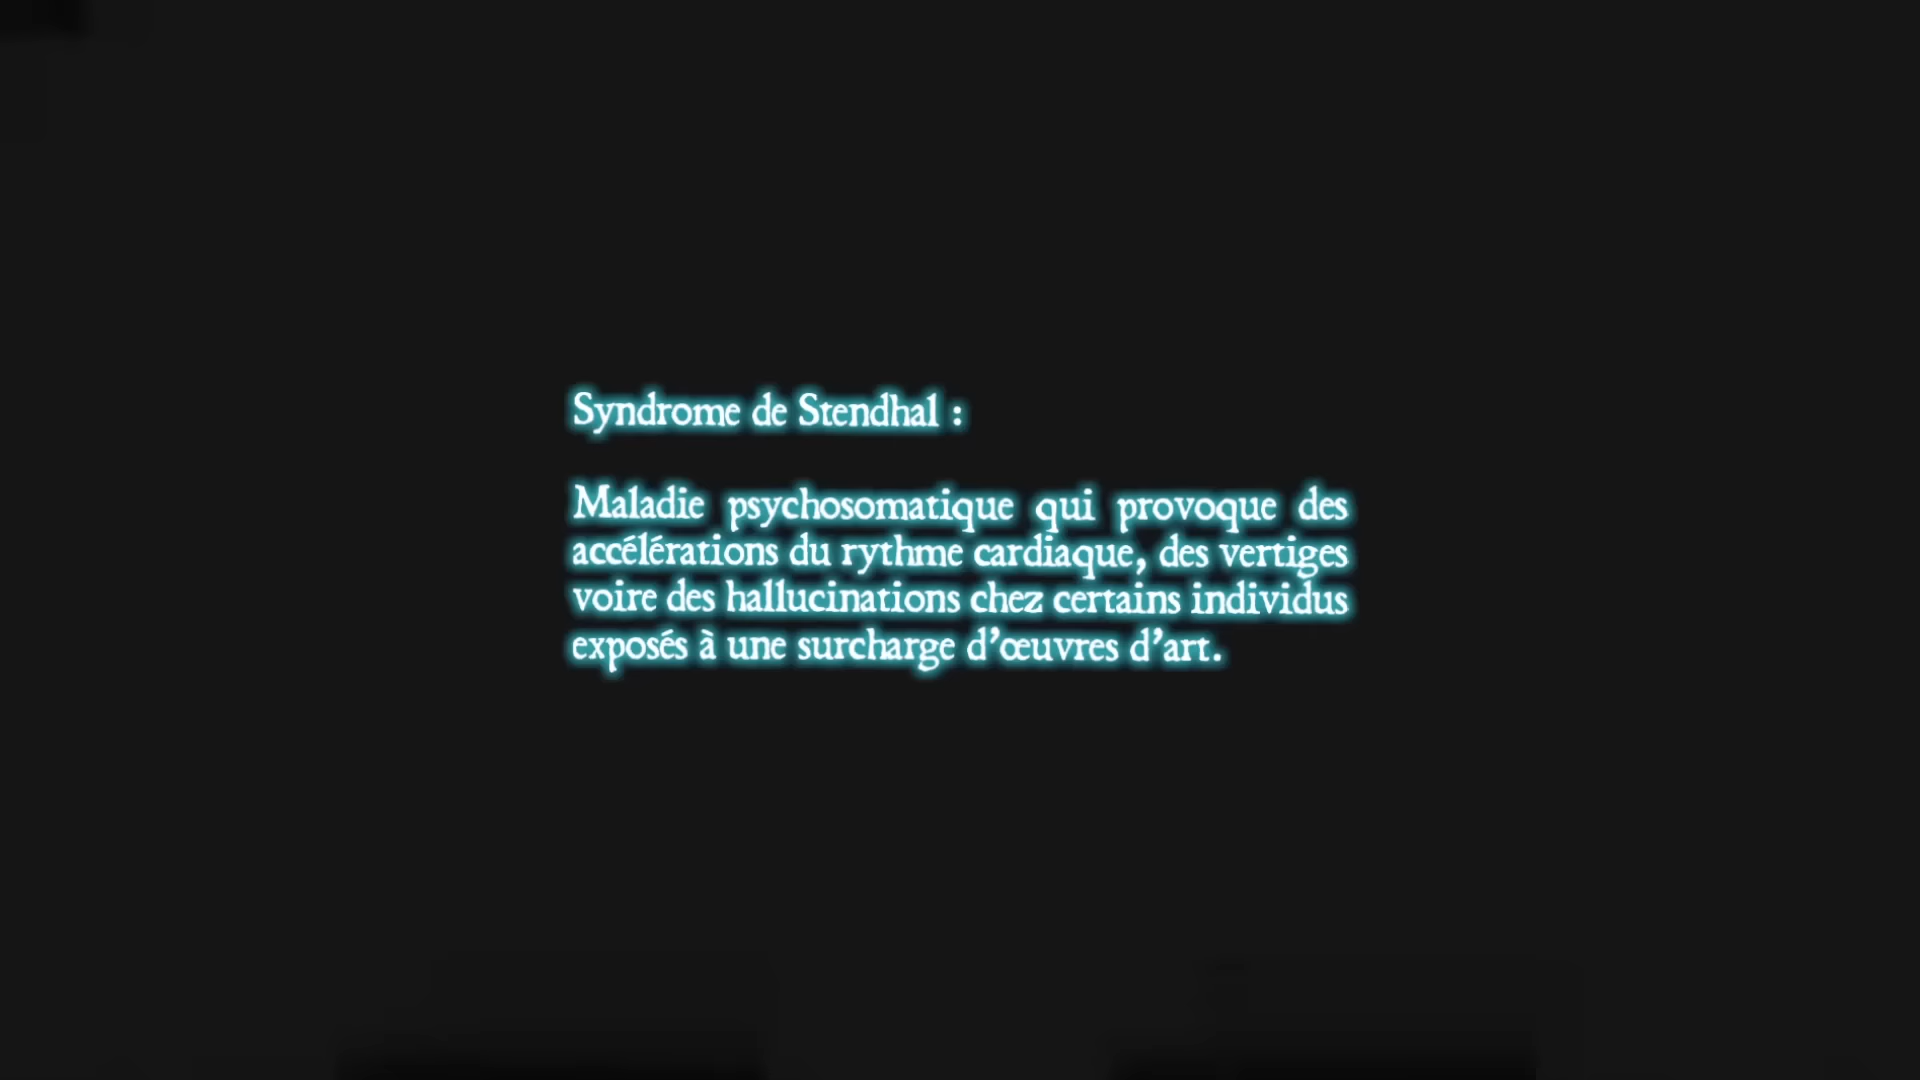 Syndrome de Stendhal :
Maladie psychosomatique qui provoque des
accélérations du rythme cardiaque, des vertiges
voire des hallucinations chez certains individus
exposés à une surcharge d’œuvres d’art.